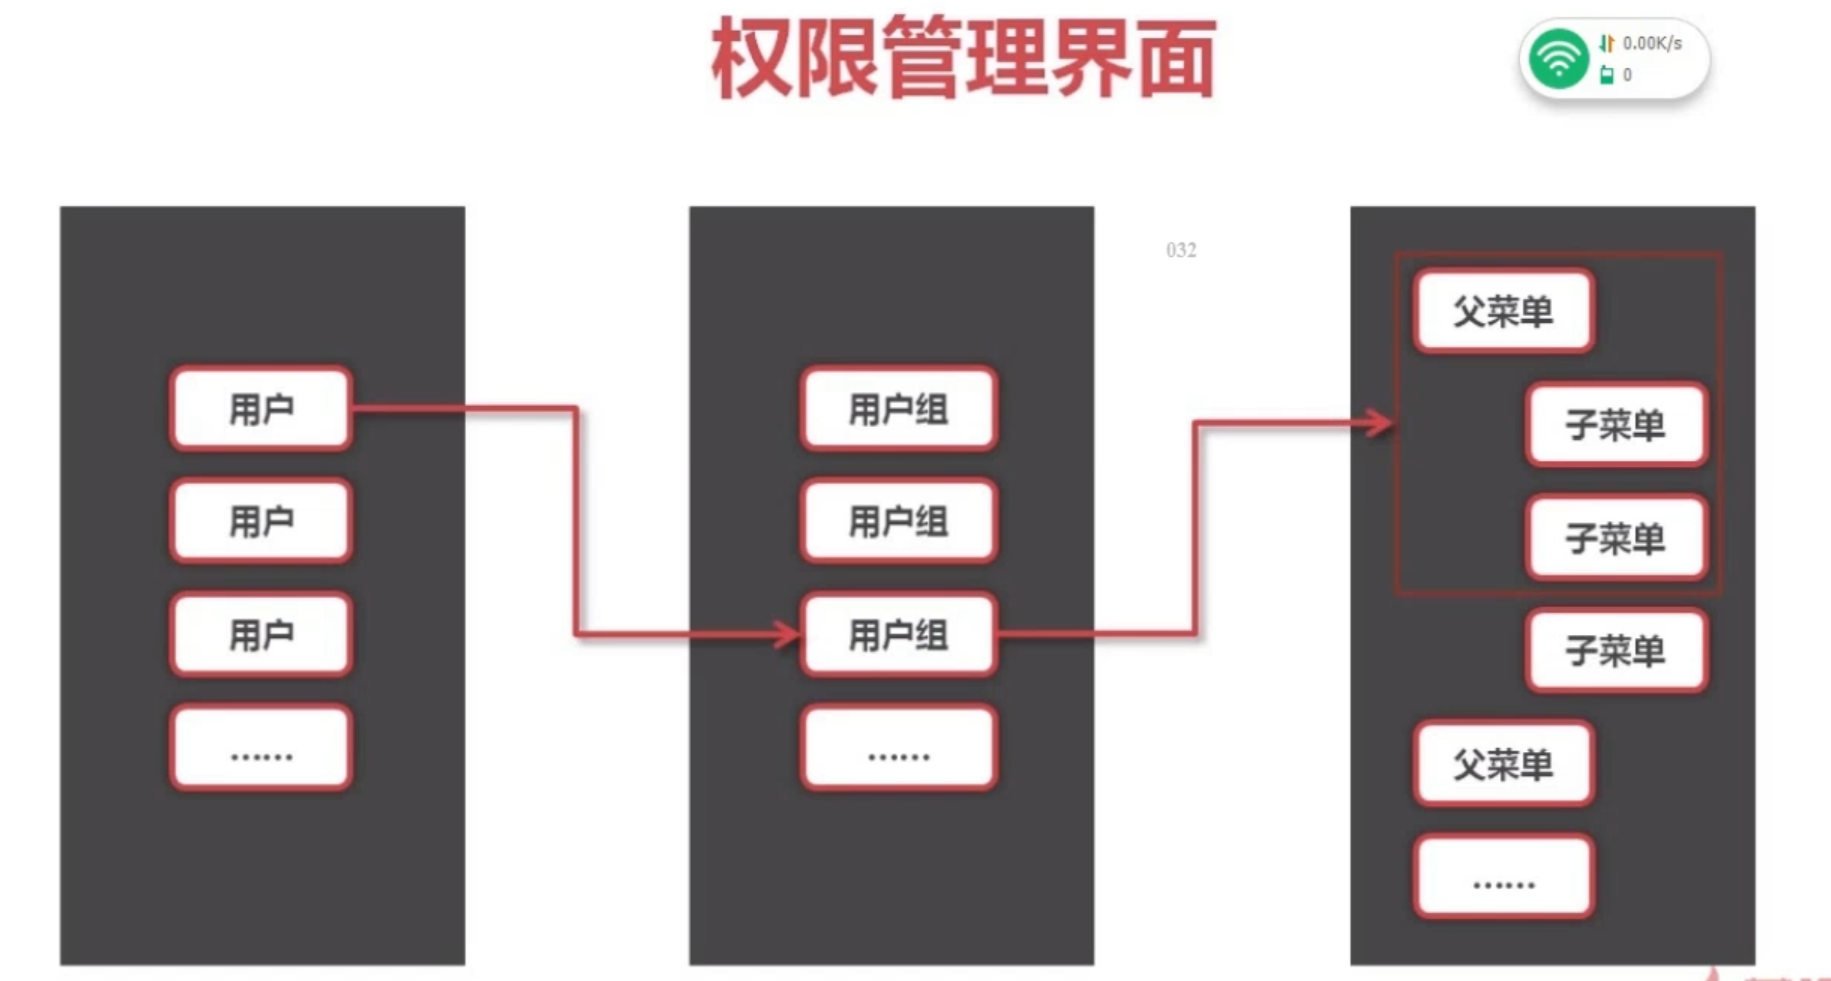 权限管理界面
0.00K/s
0
032
用户
用户
用户
......
用户组
用户组
用户组
......
父菜单
子菜单
子菜单
子菜单
父菜单
......